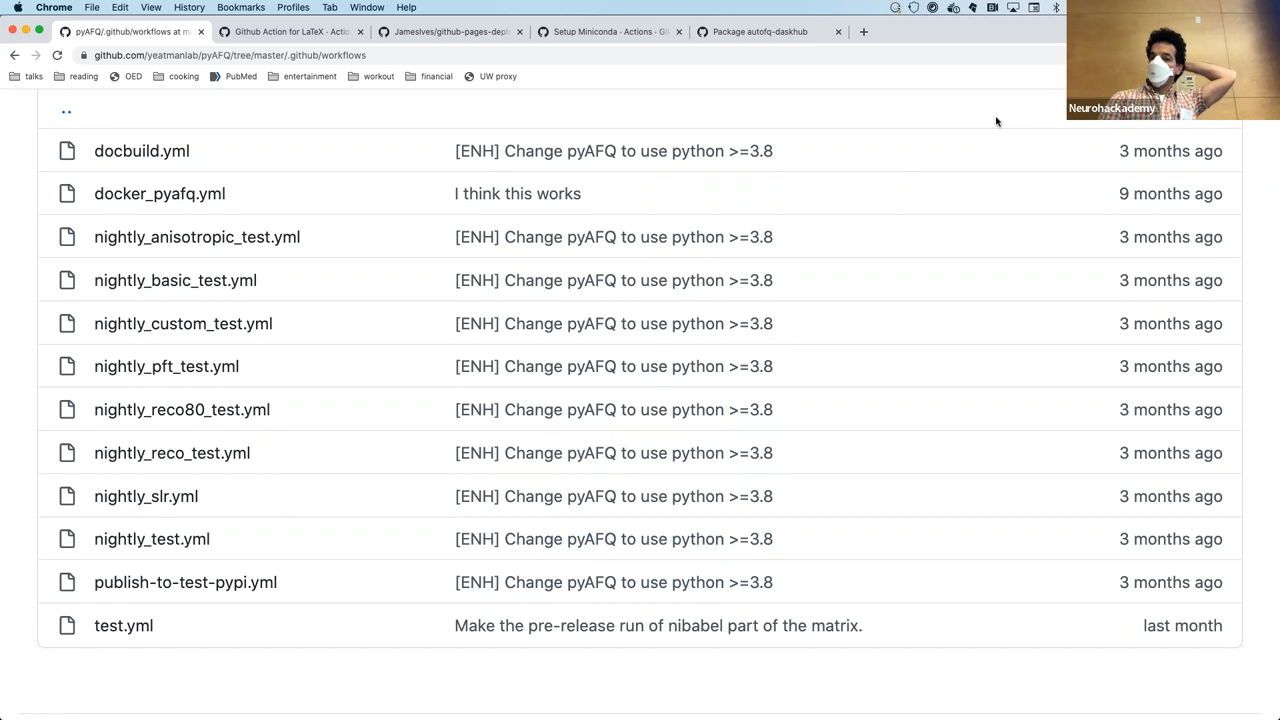 Chrome File Edit View History Bookmarks Profiles Tab Window Help
pyAFQ/.github/workflows at m
Github Action for LaTeX · Action
JamesIves/github-pages-deplo
Setup Miniconda · Actions · Git
Package autofq-daskhub
github.com/yeatmanlab/pyAFQ/tree/master/.github/workflows
talks reading OED cooking PubMed entertainment workout financial UW proxy
Neurohackademy
..
docbuild.yml [ENH] Change pyAFQ to use python >=3.8 3 months ago
docker_pyafq.yml I think this works 9 months ago
nightly_anisotropic_test.yml [ENH] Change pyAFQ to use python >=3.8 3 months ago
nightly_basic_test.yml [ENH] Change pyAFQ to use python >=3.8 3 months ago
nightly_custom_test.yml [ENH] Change pyAFQ to use python >=3.8 3 months ago
nightly_pft_test.yml [ENH] Change pyAFQ to use python >=3.8 3 months ago
nightly_reco80_test.yml [ENH] Change pyAFQ to use python >=3.8 3 months ago
nightly_reco_test.yml [ENH] Change pyAFQ to use python >=3.8 3 months ago
nightly_slr.yml [ENH] Change pyAFQ to use python >=3.8 3 months ago
nightly_test.yml [ENH] Change pyAFQ to use python >=3.8 3 months ago
publish-to-test-pypi.yml [ENH] Change pyAFQ to use python >=3.8 3 months ago
test.yml Make the pre-release run of nibabel part of the matrix. last month